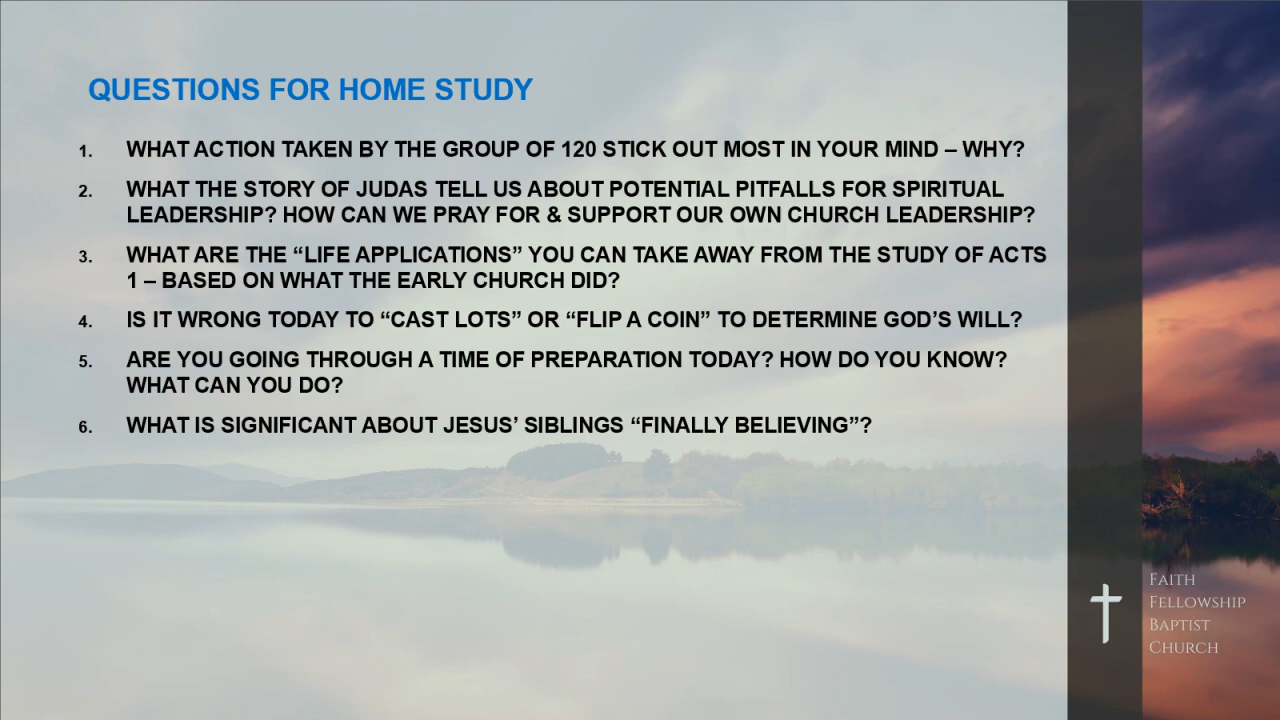 QUESTIONS FOR HOME STUDY
1. WHAT ACTION TAKEN BY THE GROUP OF 120 STICK OUT MOST IN YOUR MIND – WHY?
2. WHAT THE STORY OF JUDAS TELL US ABOUT POTENTIAL PITFALLS FOR SPIRITUAL
LEADERSHIP? HOW CAN WE PRAY FOR & SUPPORT OUR OWN CHURCH LEADERSHIP?
3. WHAT ARE THE “LIFE APPLICATIONS” YOU CAN TAKE AWAY FROM THE STUDY OF ACTS
1 – BASED ON WHAT THE EARLY CHURCH DID?
4. IS IT WRONG TODAY TO “CAST LOTS” OR “FLIP A COIN” TO DETERMINE GOD’S WILL?
5. ARE YOU GOING THROUGH A TIME OF PREPARATION TODAY? HOW DO YOU KNOW?
WHAT CAN YOU DO?
6. WHAT IS SIGNIFICANT ABOUT JESUS’ SIBLINGS “FINALLY BELIEVING”?
FAITH
FELLOWSHIP
BAPTIST
CHURCH